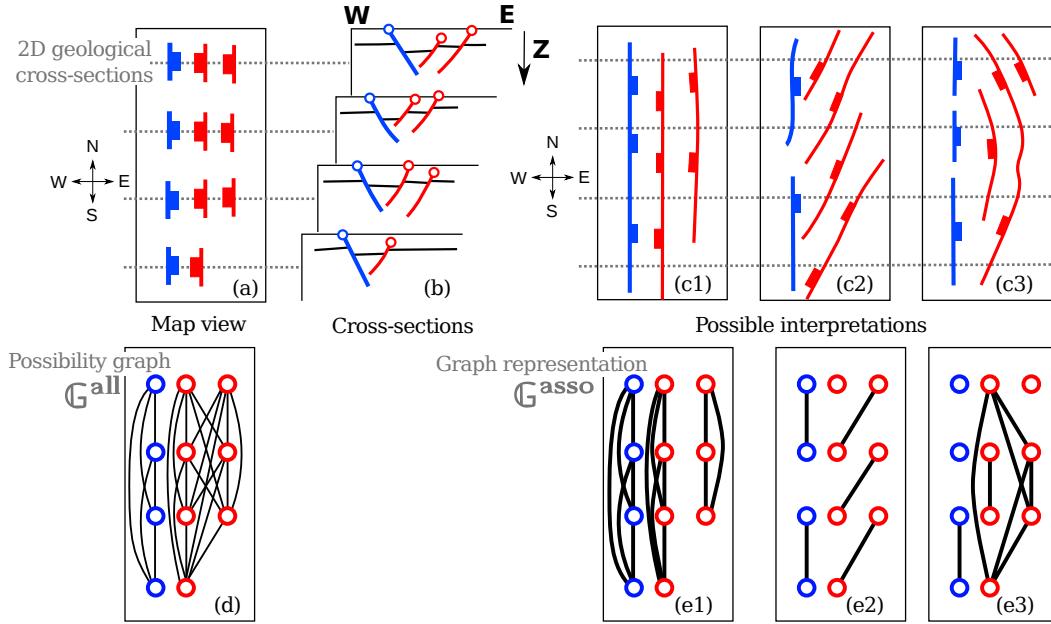 W
E
2D geological
cross-sections
Z
N
W
E
S
N
W
E
S
(a)
(b)
(c1)
(c2)
(c3)
Map view
Cross-sections
Possible interpretations
Possibility graph
𝔾all
Graph representation
𝔾asso
(d)
(e1)
(e2)
(e3)